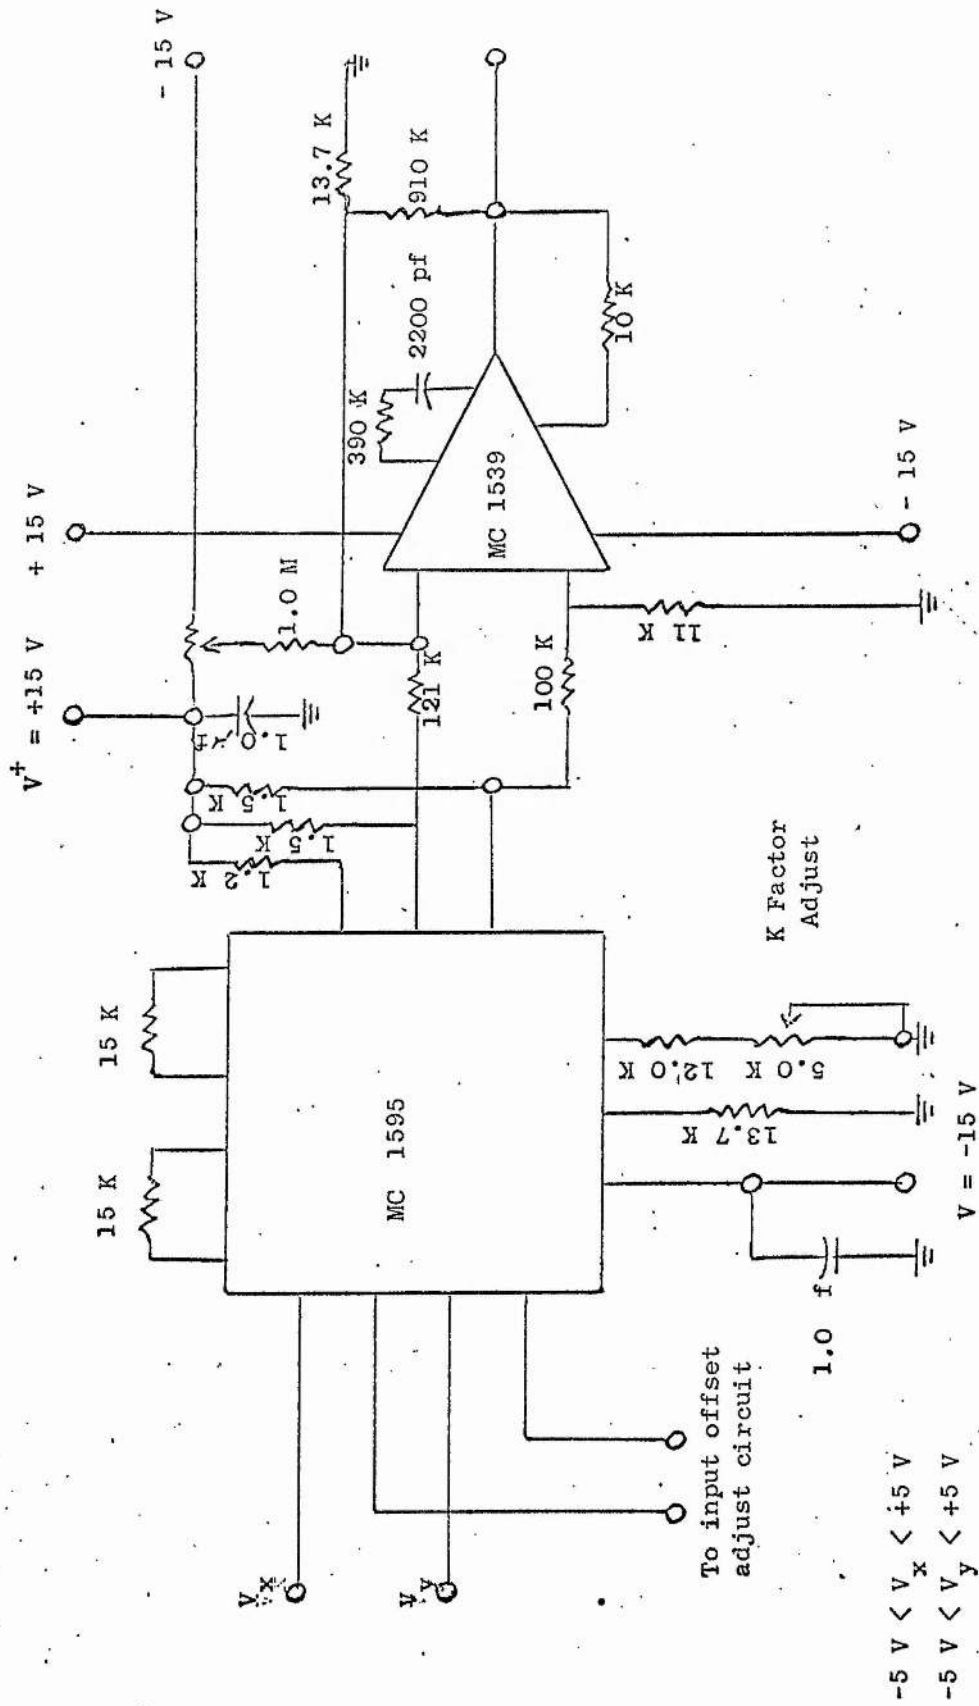 V+ = +15 V
+ 15 V
- 15 V
15 K
15 K
1.2 K
1.5 K
1.5 K
1.0 μf
1.0 M
13.7 K
910 K
390 K
2200 pf
MC 1595
121 K
100 K
MC 1539
10 K
11 K
- 15 V
Vx
Vy
To input offset
adjust circuit
1.0 f
13.7 K
12.0 K
5.0 K
K Factor
Adjust
V = -15 V
-5 V < Vx < +5 V
-5 V < Vy < +5 V